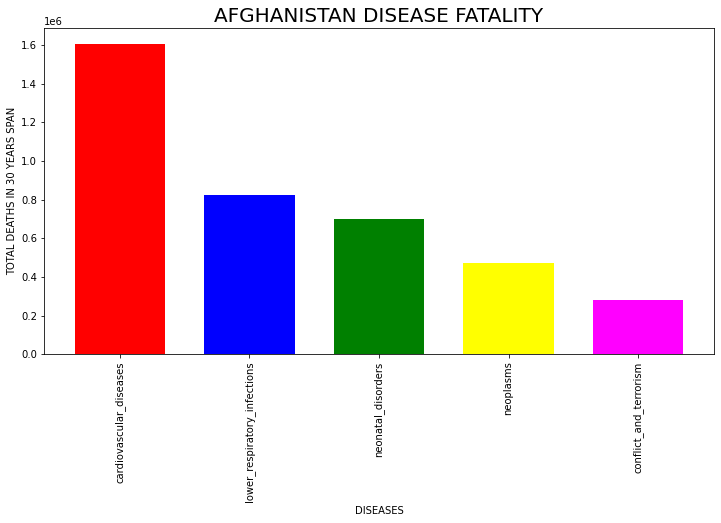 AFGHANISTAN DISEASE FATALITY
1e6
TOTAL DEATHS IN 30 YEARS SPAN
1.6
1.4
1.2
1.0
0.8
0.6
0.4
0.2
0.0
cardiovascular_diseases
lower_respiratory_infections
neonatal_disorders
neoplasms
conflict_and_terrorism
DISEASES